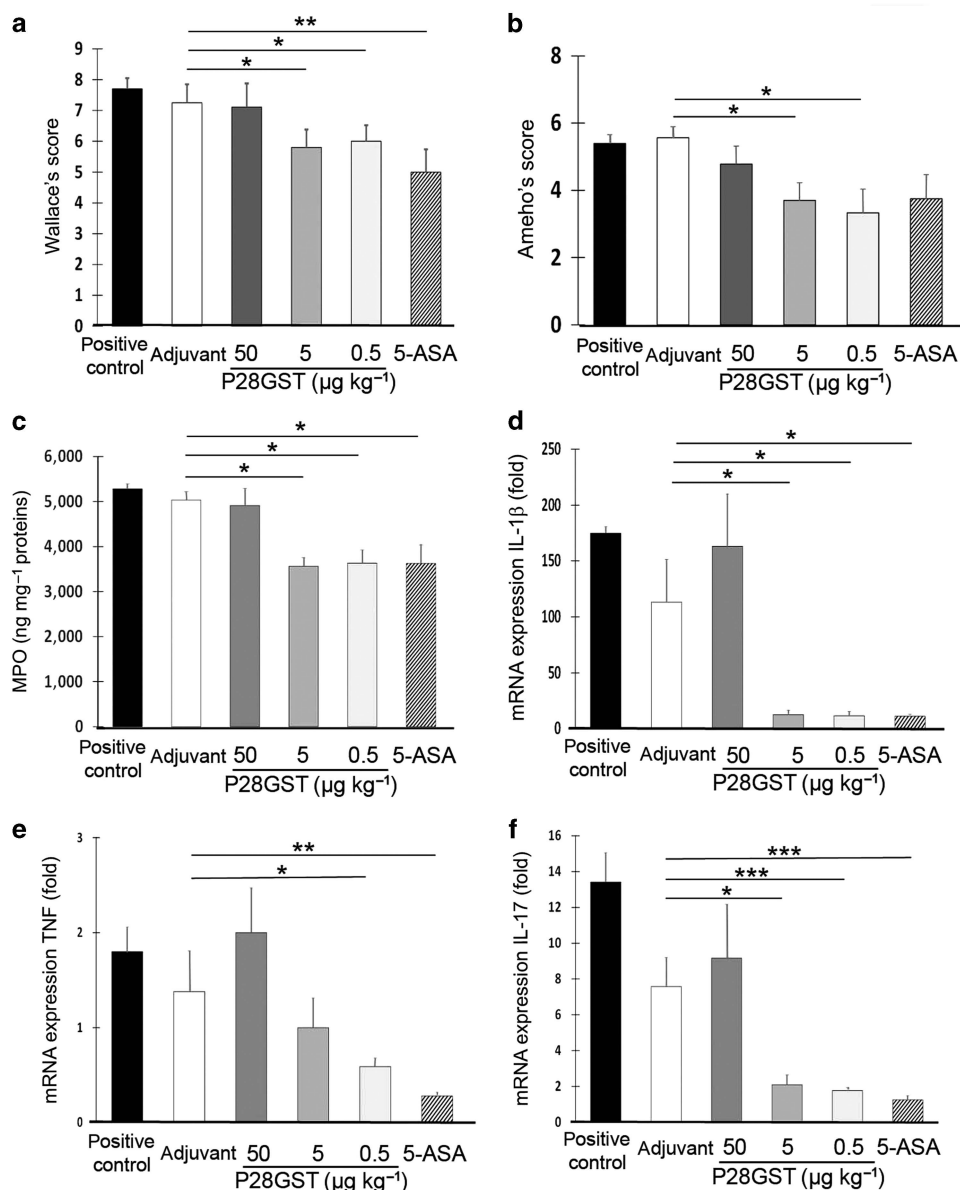 a
**
*
*
Wallace's score
9
8
7
6
5
4
3
2
1
0
Positive control
Adjuvant
50
5
0.5
5-ASA
P28GST (µg kg⁻¹)
b
*
*
Ameho's score
8
6
4
2
0
Positive control
Adjuvant
50
5
0.5
5-ASA
P28GST (µg kg⁻¹)
c
*
*
*
MPO (ng mg⁻¹ proteins)
6,000
5,000
4,000
3,000
2,000
1,000
0
Positive control
Adjuvant
50
5
0.5
5-ASA
P28GST (µg kg⁻¹)
d
*
*
*
mRNA expression IL-1β (fold)
250
200
150
100
50
0
Positive control
Adjuvant
50
5
0.5
5-ASA
P28GST (µg kg⁻¹)
e
**
*
mRNA expression TNF (fold)
3
2
1
0
Positive control
Adjuvant
50
5
0.5
5-ASA
P28GST (µg kg⁻¹)
f
***
***
*
mRNA expression IL-17 (fold)
16
14
12
10
8
6
4
2
0
Positive control
Adjuvant
50
5
0.5
5-ASA
P28GST (µg kg⁻¹)